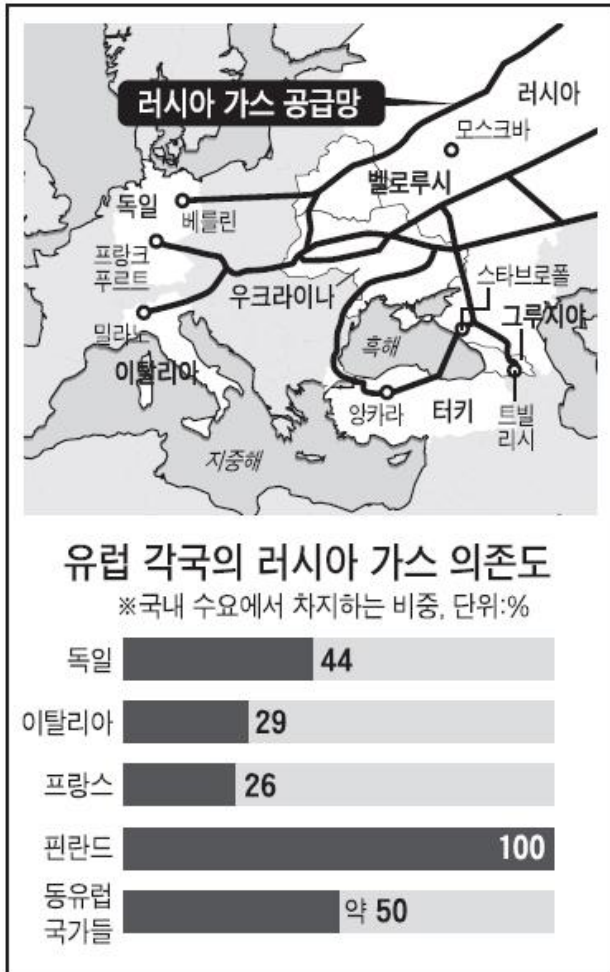 러시아 가스 공급망
러시아
모스크바
벨로루시
독일
베를린
프랑크
푸르트
우크라이나
스타브로폴
그루지야
밀라노
이탈리아
흑해
앙카라
터키
트빌
리시
지중해
유럽 각국의 러시아 가스 의존도
※국내 수요에서 차지하는 비중, 단위:%
독일 44
이탈리아 29
프랑스 26
핀란드 100
동유럽
국가들 약 50